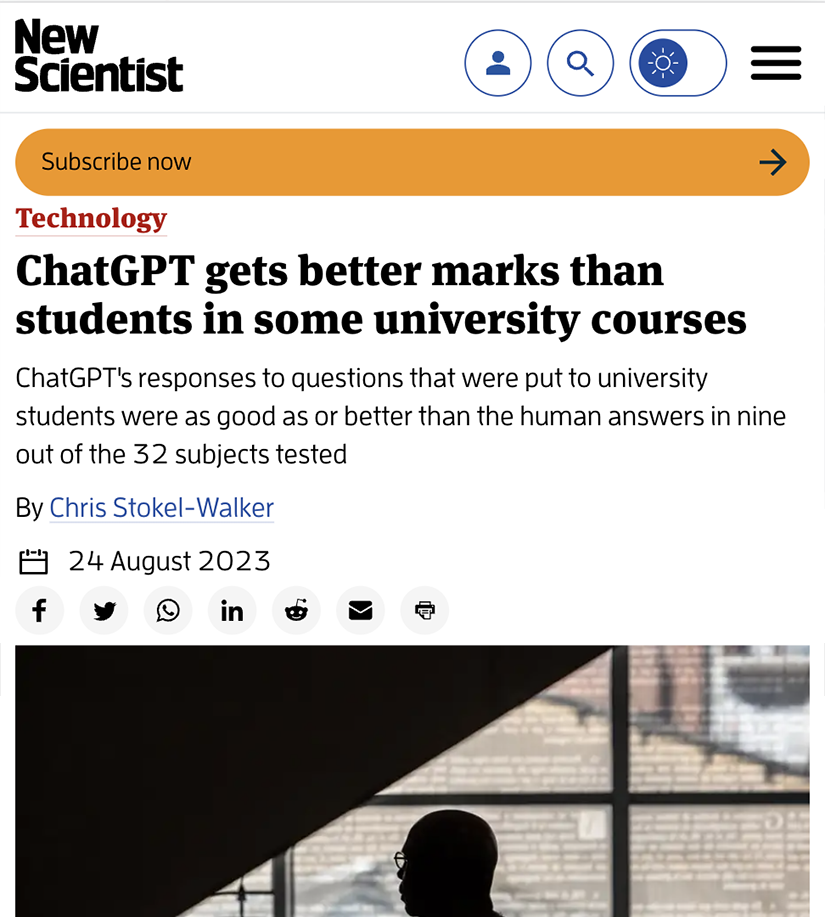 New
Scientist
Subscribe now
Technology
ChatGPT gets better marks than
students in some university courses
ChatGPT's responses to questions that were put to university
students were as good as or better than the human answers in nine
out of the 32 subjects tested
By Chris Stokel-Walker
24 August 2023